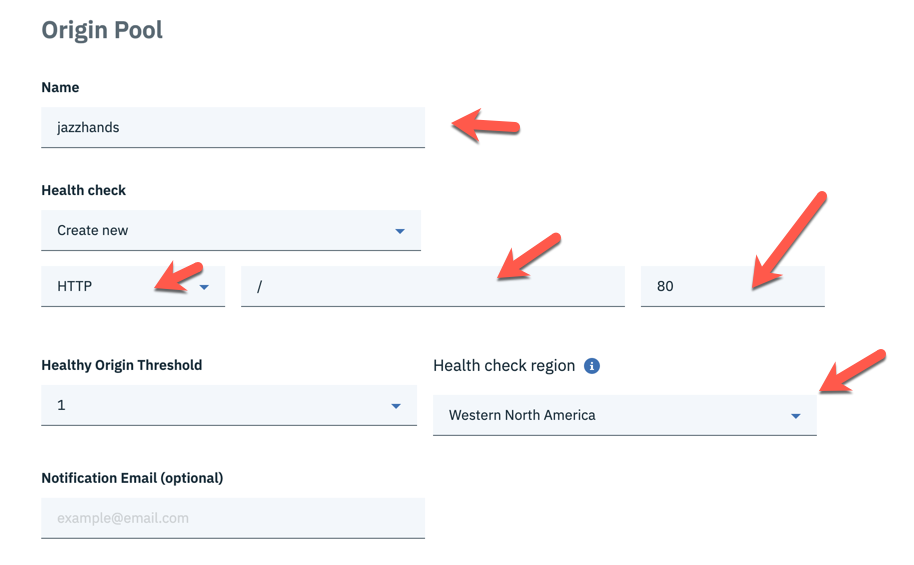 Origin Pool
Name
jazzhands
Health check
Create new
HTTP
/
80
Healthy Origin Threshold
Health check region
1
Western North America
Notification Email (optional)
example@email.com